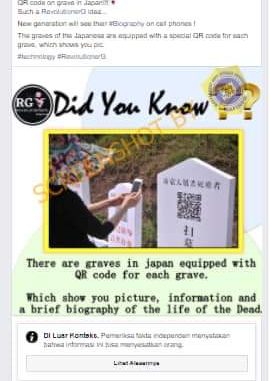 QR code on grave in Japan!!!
Such a RevolutionerG idea...
New generation will see their #Biography on cell phones !
The graves of the Japanese are equipped with a special QR code for each
grave, which shows you pic.
#technology #RevolutionerG
RG
Did You Know
SCREENSHOT BY
There are graves in japan equipped with
QR code for each grave.
Which show you picture, information and
a brief biography of the life of the Dead.
Di Luar Konteks. Pemeriksa fakta independen menyatakan
bahwa informasi ini bisa menyesatkan orang.
Lihat Alasannya